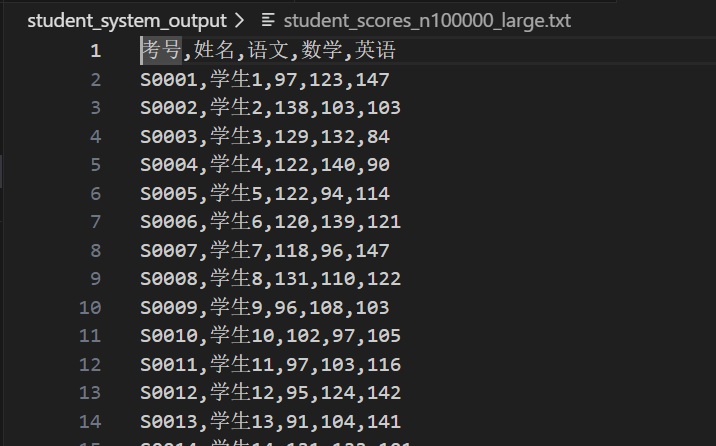 student_system_output > student_scores_n100000_large.txt
1 考号,姓名,语文,数学,英语
2 S0001,学生1,97,123,147
3 S0002,学生2,138,103,103
4 S0003,学生3,129,132,84
5 S0004,学生4,122,140,90
6 S0005,学生5,122,94,114
7 S0006,学生6,120,139,121
8 S0007,学生7,118,96,147
9 S0008,学生8,131,110,122
10 S0009,学生9,96,108,103
11 S0010,学生10,102,97,105
12 S0011,学生11,97,103,116
13 S0012,学生12,95,124,142
14 S0013,学生13,91,104,141